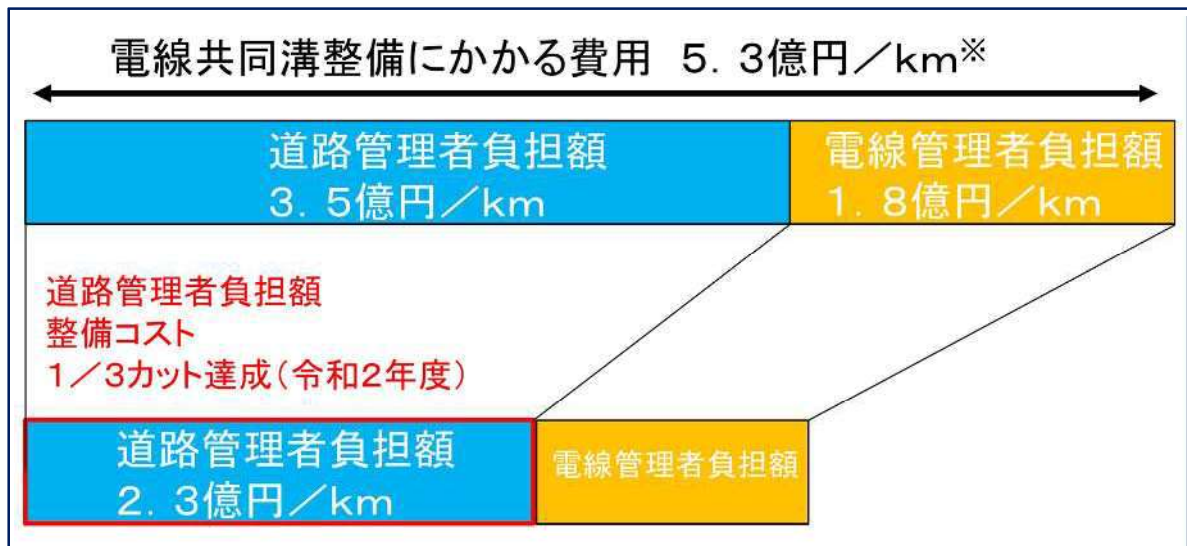 電線共同溝整備にかかる費用 5．3億円／km※
道路管理者負担額
3．5億円／km
電線管理者負担額
1．8億円／km
道路管理者負担額
整備コスト
1／3カット達成（令和2年度）
道路管理者負担額
2．3億円／km
電線管理者負担額